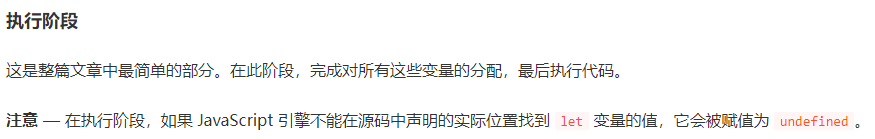 执行阶段
这是整篇文章中最简单的部分。在此阶段，完成对所有这些变量的分配，最后执行代码。
注意 — 在执行阶段，如果 JavaScript 引擎不能在源码中声明的实际位置找到 let 变量的值，它会被赋值为 undefined 。